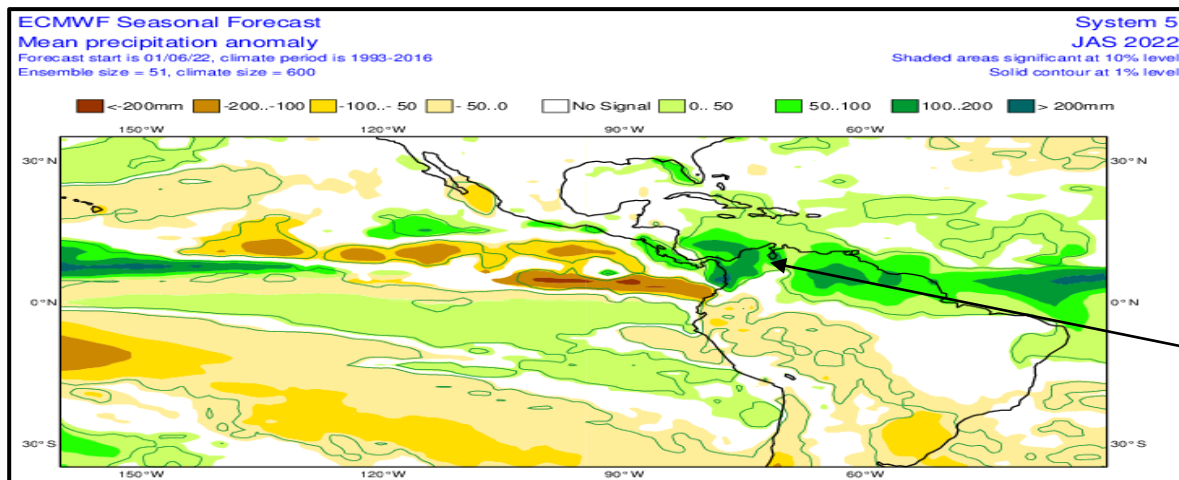 ECMWF Seasonal Forecast System 5
Mean precipitation anomaly JAS 2022
Forecast start is 01/06/22, climate period is 1993-2016 Shaded areas significant at 10% level
Ensemble size = 51, climate size = 600 Solid contour at 1% level
<-200mm -200..-100 -100..- 50 - 50..0 No Signal 0.. 50 50..100 100..200 > 200mm
150°W 120°W 90°W 60°W
30°N 30°N
0°N 0°N
30°S 30°S
150°W 120°W 90°W 60°W